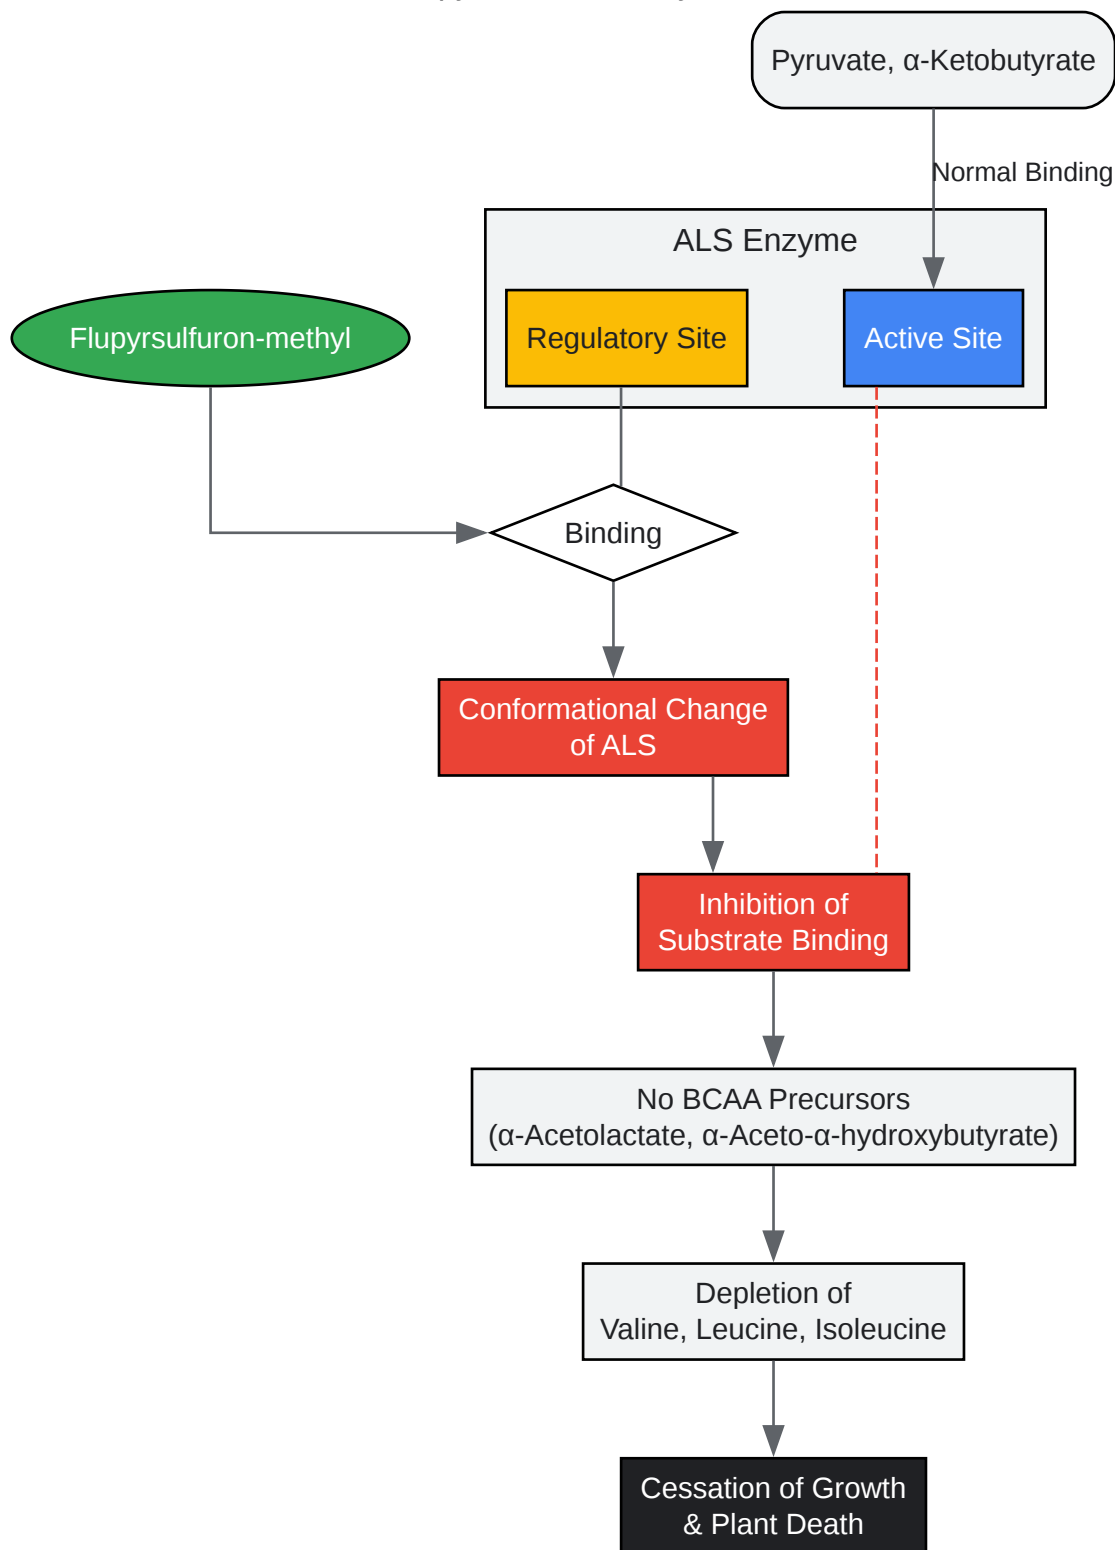 Pyruvate, α-Ketobutyrate
Normal Binding
ALS Enzyme
Flupyrsulfuron-methyl
Regulatory Site
Active Site
Binding
Conformational Change
of ALS
Inhibition of
Substrate Binding
No BCAA Precursors
(α-Acetolactate, α-Aceto-α-hydroxybutyrate)
Depletion of
Valine, Leucine, Isoleucine
Cessation of Growth
& Plant Death